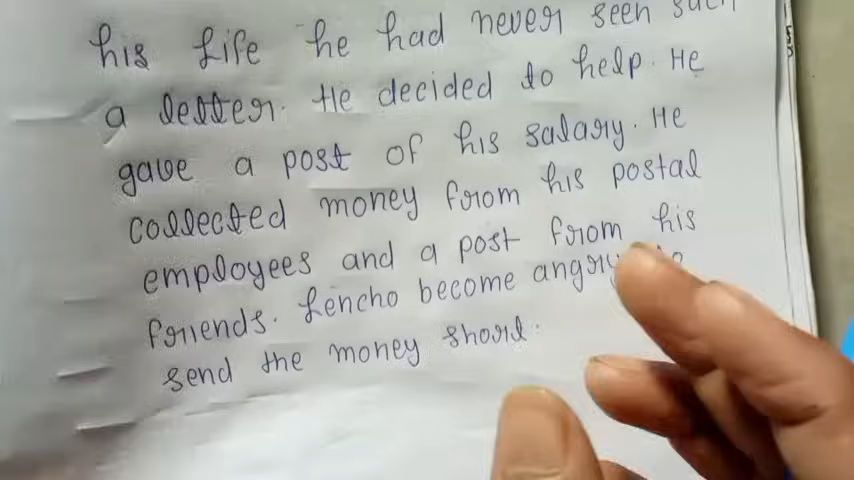 his Life he had never seen such
a letter. He decided to help. He
gave a post of his salary. He
collected money from his postal
employees and a post from his
friends. Lencho become angry to
send the money short.